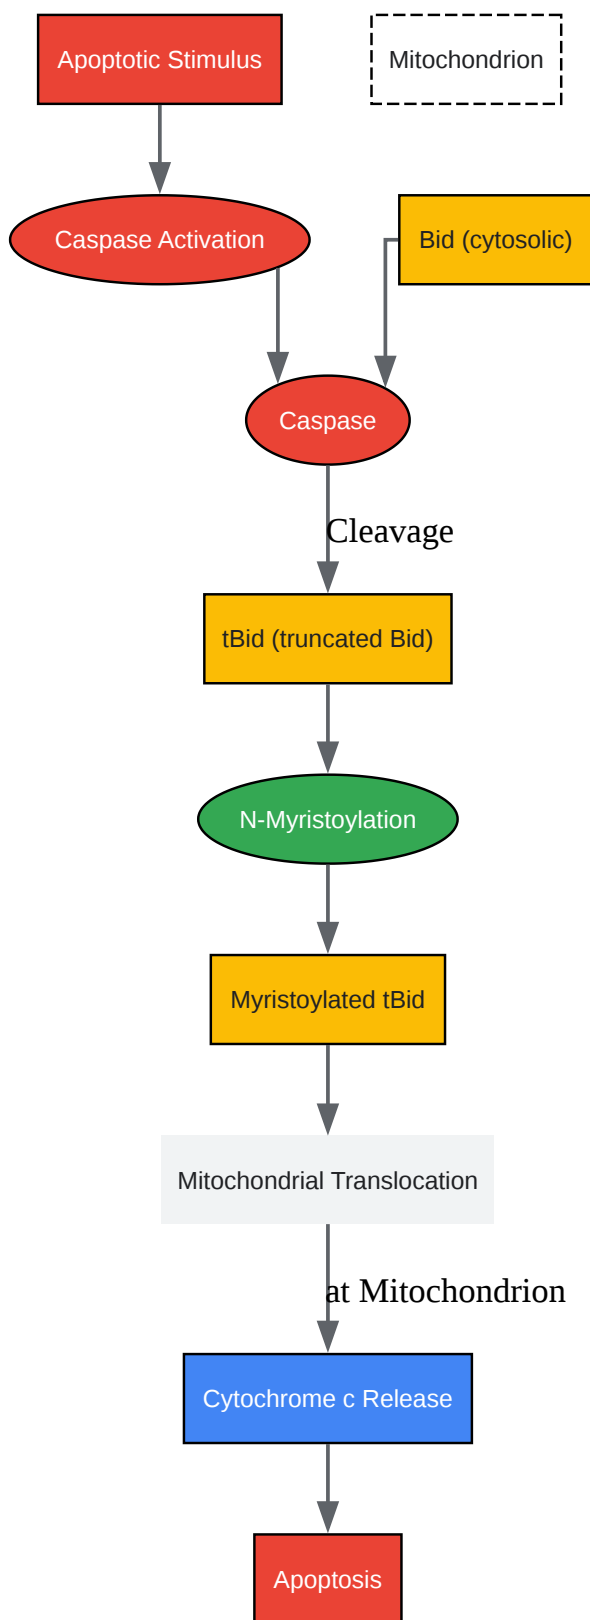 Apoptotic Stimulus
Mitochondrion
Caspase Activation
Bid (cytosolic)
Caspase
Cleavage
tBid (truncated Bid)
N-Myristoylation
Myristoylated tBid
Mitochondrial Translocation
at Mitochondrion
Cytochrome c Release
Apoptosis